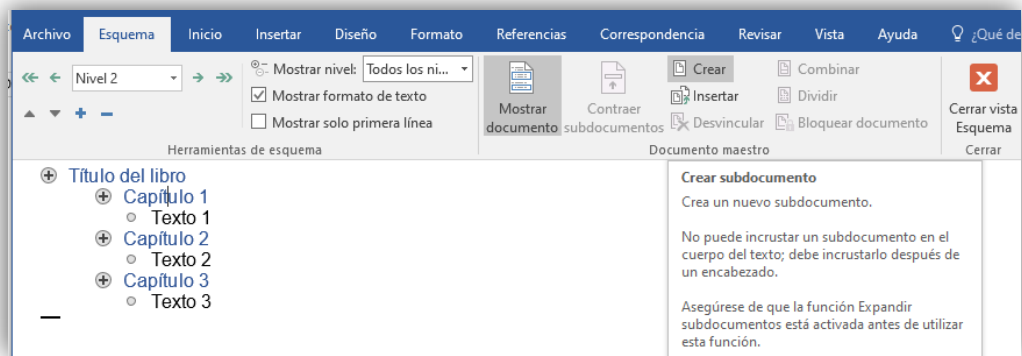 Archivo Esquema Inicio Insertar Diseño Formato Referencias Correspondencia Revisar Vista Ayuda ¿Qué de
Nivel 2
Mostrar nivel: Todos los ni...
Mostrar formato de texto
Mostrar solo primera línea
Herramientas de esquema
Mostrar
documento
Contraer
subdocumentos
Crear
Insertar
Desvincular
Combinar
Dividir
Bloquear documento
Documento maestro
Cerrar vista
Esquema
Cerrar
Título del libro
Capítulo 1
Texto 1
Capítulo 2
Texto 2
Capítulo 3
Texto 3
Crear subdocumento
Crea un nuevo subdocumento.
No puede incrustar un subdocumento en el
cuerpo del texto; debe incrustarlo después de
un encabezado.
Asegúrese de que la función Expandir
subdocumentos está activada antes de utilizar
esta función.